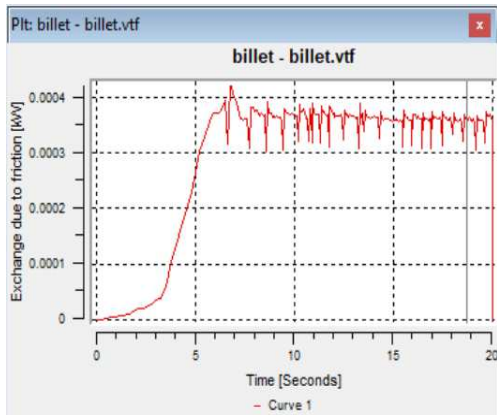 Plt: billet - billet.vtf
x
billet - billet.vtf
Exchange due to friction [kW]
0.0004
0.0003
0.0002
0.0001
0
0 5 10 15 20
Time [Seconds]
Curve 1